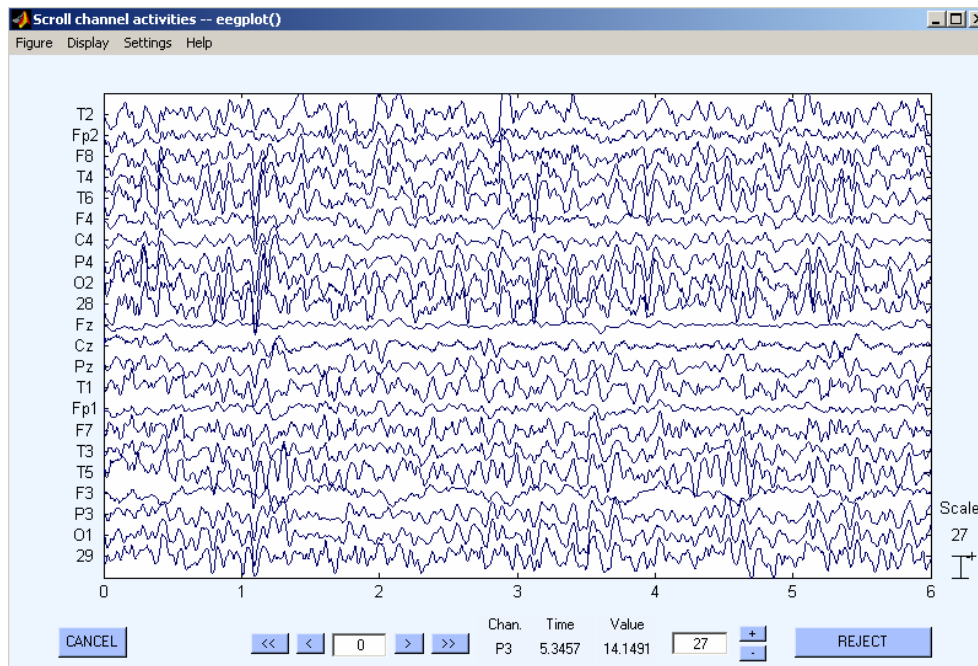 Scroll channel activities -- eegplot()
Figure Display Settings Help
T2
Fp2
F8
T4
T6
F4
C4
P4
O2
28
Fz
Cz
Pz
T1
Fp1
F7
T3
T5
F3
P3
O1
29
0 1 2 3 4 5 6
Scale
27
+
CANCEL
<< < 0 > >>
Chan. Time Value
P3 5.3457 14.1491
27
+
-
REJECT